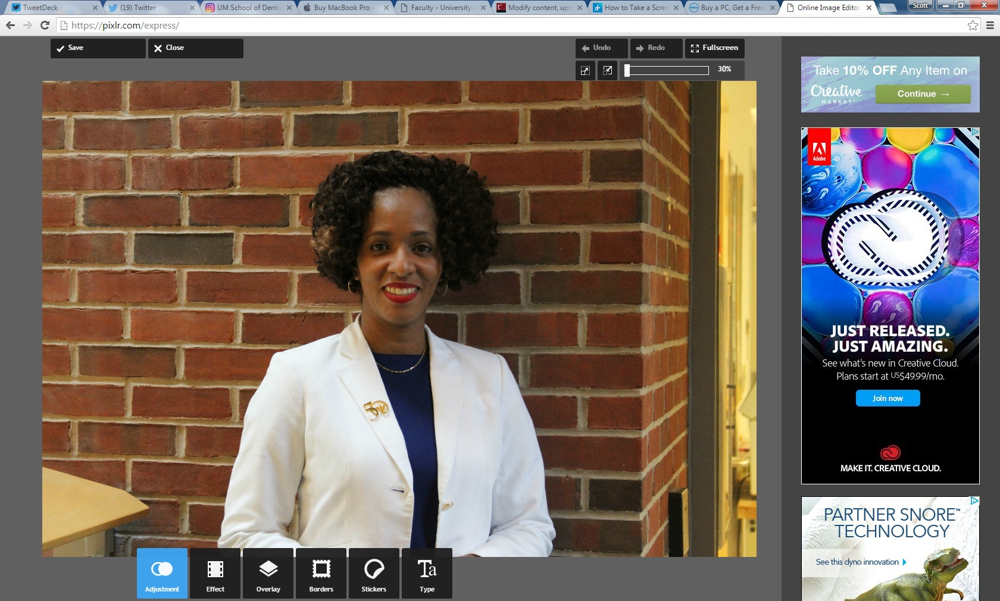 TweetDeck
(19) Twitter
UM School of Dentis
Buy MacBook Pro -
Faculty - University
Modify content, upd
How to Take a Scree
Buy a PC, Get a Free
Online Image Editor
Scott
https://pixlr.com/express/
Save
Close
Undo
Redo
Fullscreen
30%
Take 10% OFF Any Item on
Creative
MARKET
Continue →
Adobe
JUST RELEASED.
JUST AMAZING.
See what's new in Creative Cloud.
Plans start at US$49.99/mo.
Join now
MAKE IT. CREATIVE CLOUD.
PARTNER SNORE™
TECHNOLOGY
See this dyno innovation
Adjustment
Effect
Overlay
Borders
Stickers
Ta
Type